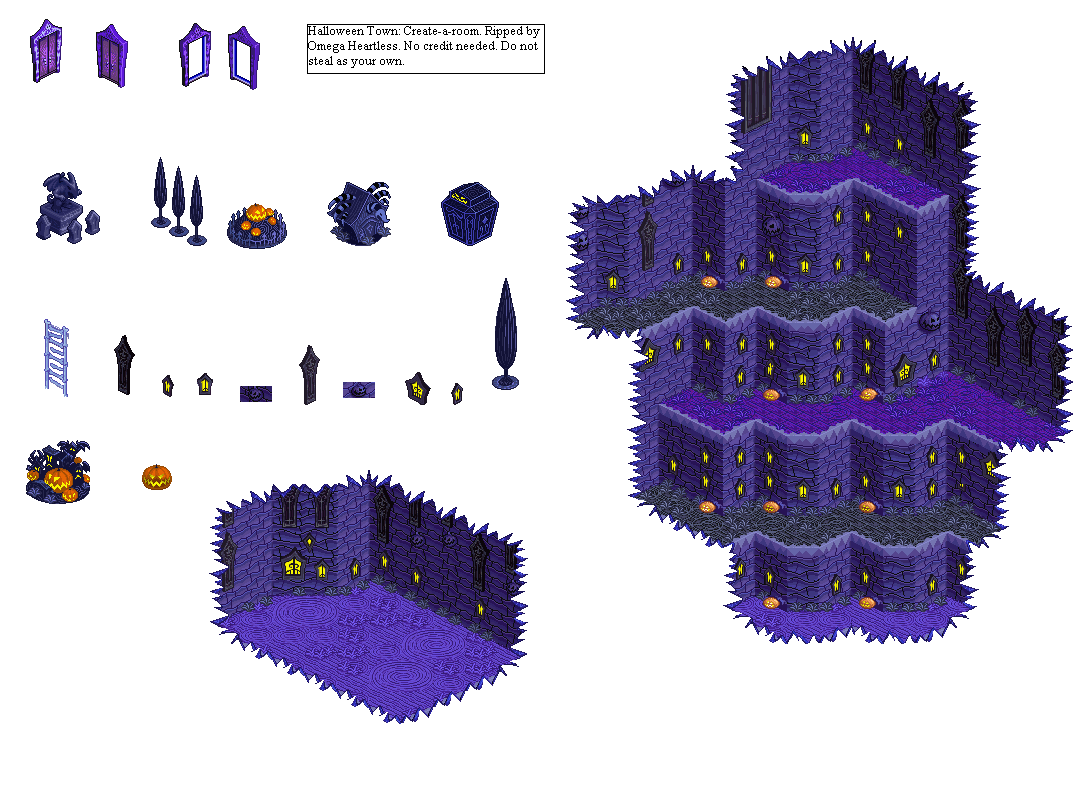 Halloween Town: Create-a-room. Ripped by
Omega Heartless. No credit needed. Do not
steal as your own.